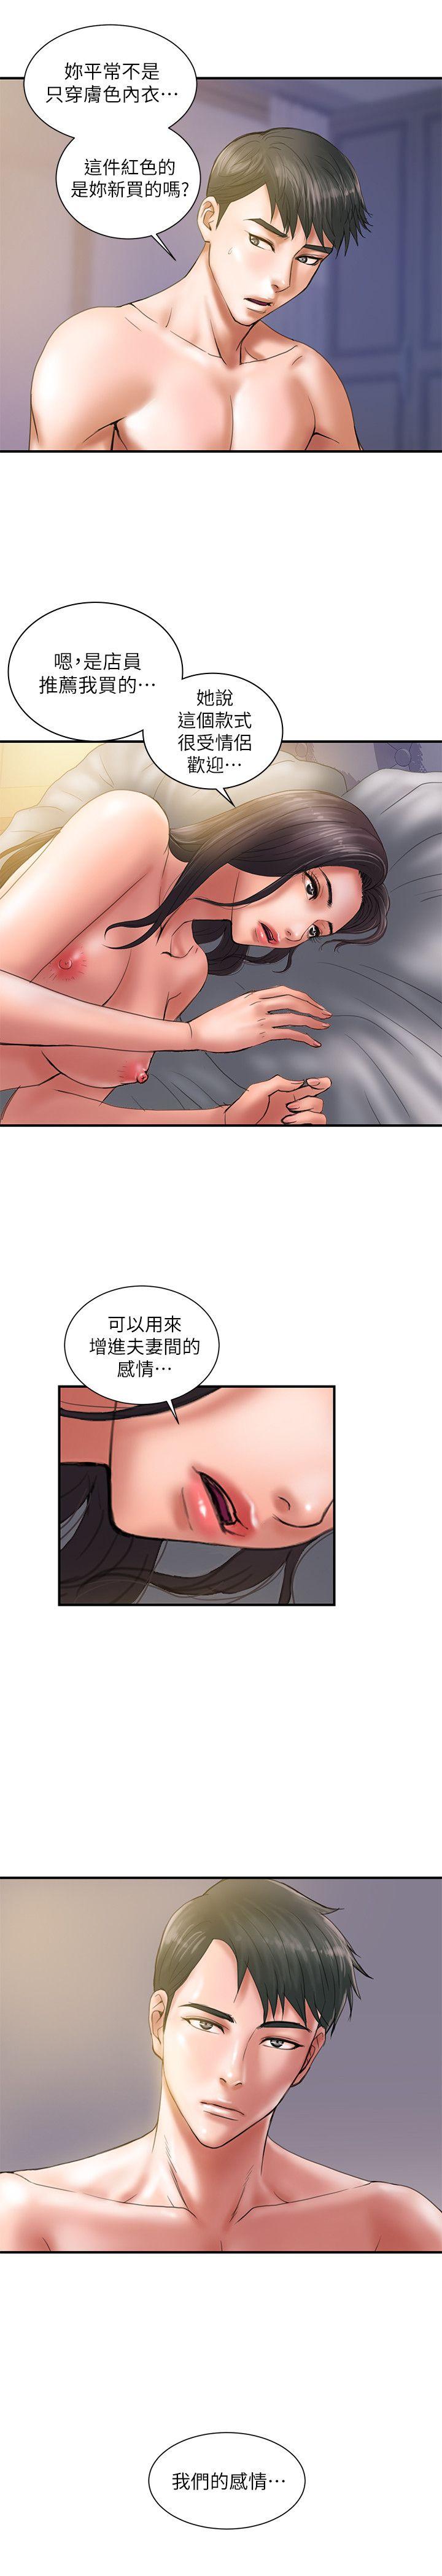 妳平常不是
只穿膚色內衣⋯
這件紅色的
是妳新買的嗎?
嗯,是店員
推薦我買的⋯
她說
這個款式
很受情侶
歡迎⋯
可以用來
增進夫妻間的
感情⋯
我們的感情⋯